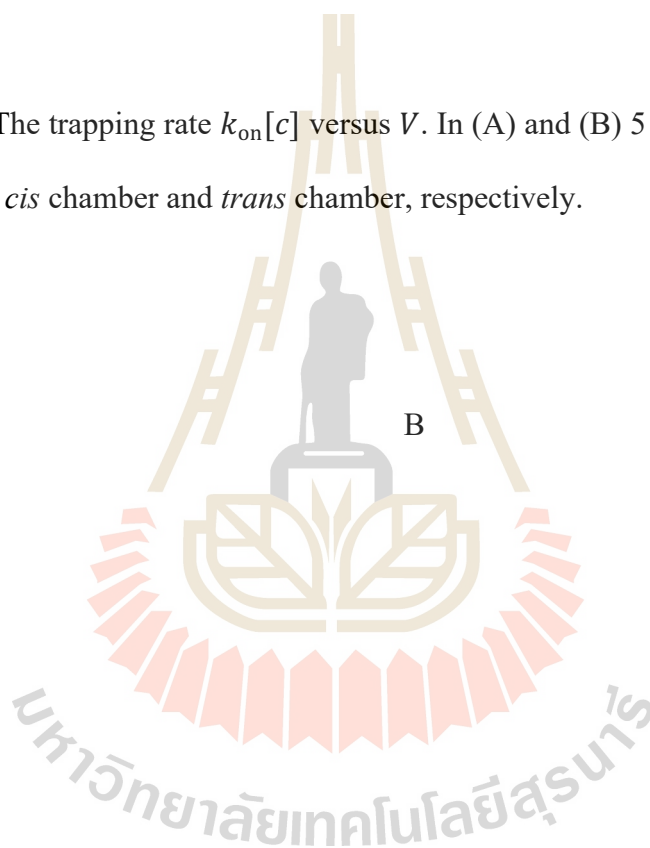 The trapping rate 𝑘on[𝑐] versus 𝑉. In (A) and (B) 5
cis chamber and trans chamber, respectively.
B
มหาวิทยาลัยเทคโนโลยีสุรนารี